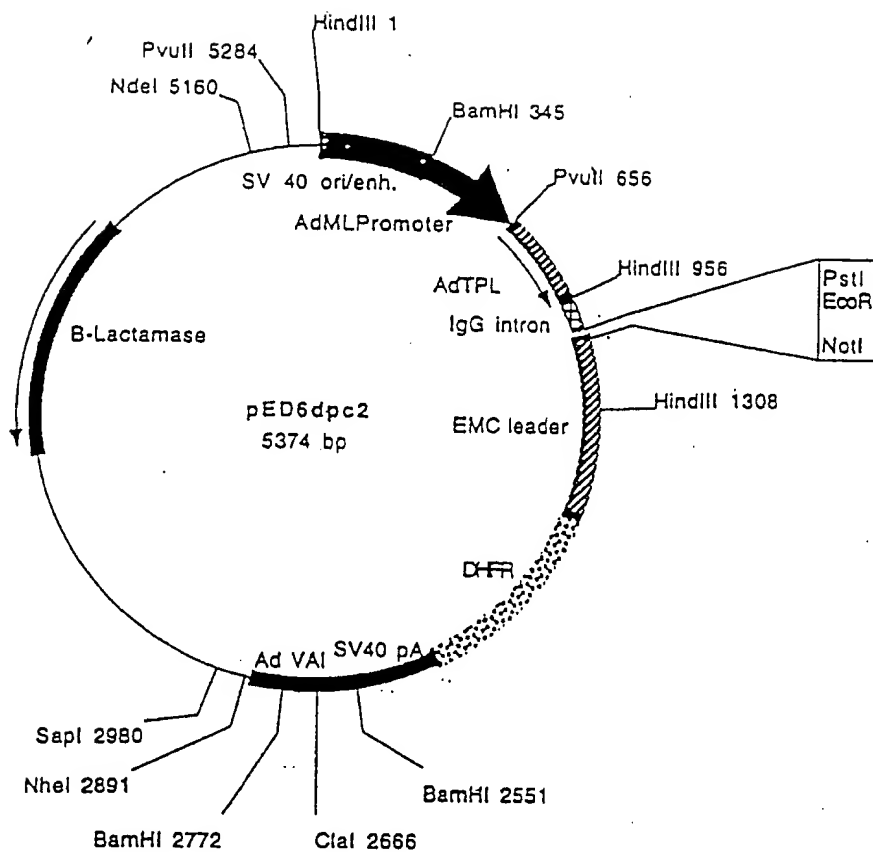 HindIII 1
PvuII 5284
NdeI 5160
BamHI 345
SV 40 ori/enh.
PvuII 656
AdMLPromoter
HindIII 956
AdTPL
PstI
EcoR
IgG intron
NotI
B-Lactamase
HindIII 1308
pED6dpc2
EMC leader
5374 bp
DHFR
Ad VAI
SV40 pA
SapI 2980
NheI 2891
BamHI 2551
BamHI 2772
ClaI 2666